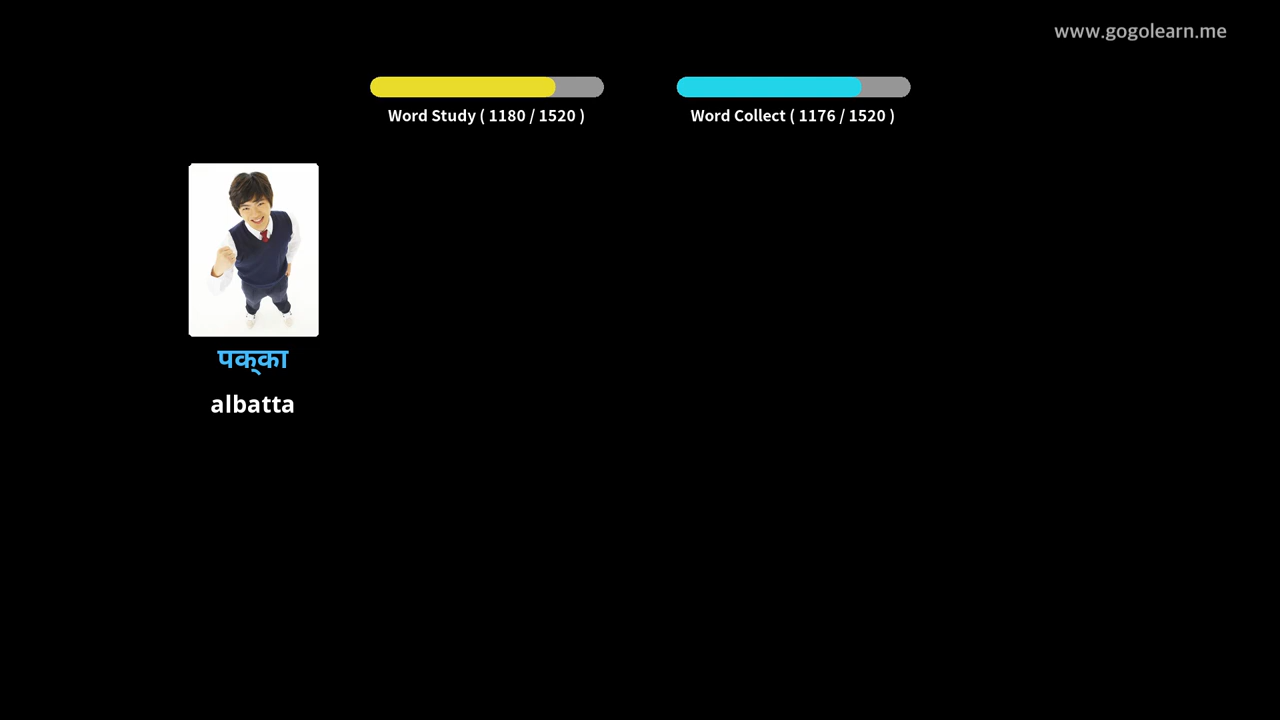 www.gogolearn.me
Word Study ( 1180 / 1520 )
Word Collect ( 1176 / 1520 )
पक्‌का
albatta